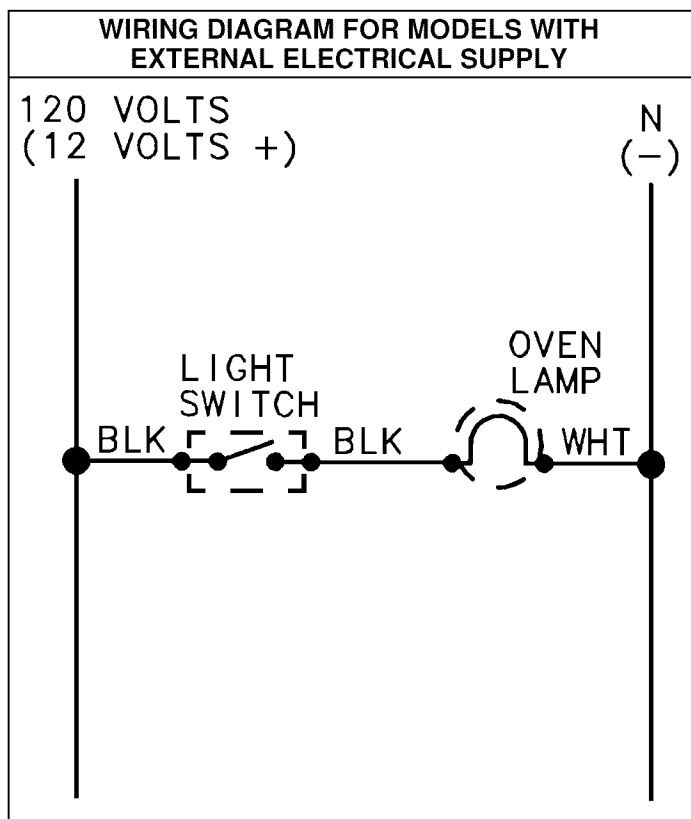 WIRING DIAGRAM FOR MODELS WITH
EXTERNAL ELECTRICAL SUPPLY
120 VOLTS
(12 VOLTS +)
N
(-)
LIGHT
SWITCH
OVEN
LAMP
BLK
BLK
WHT